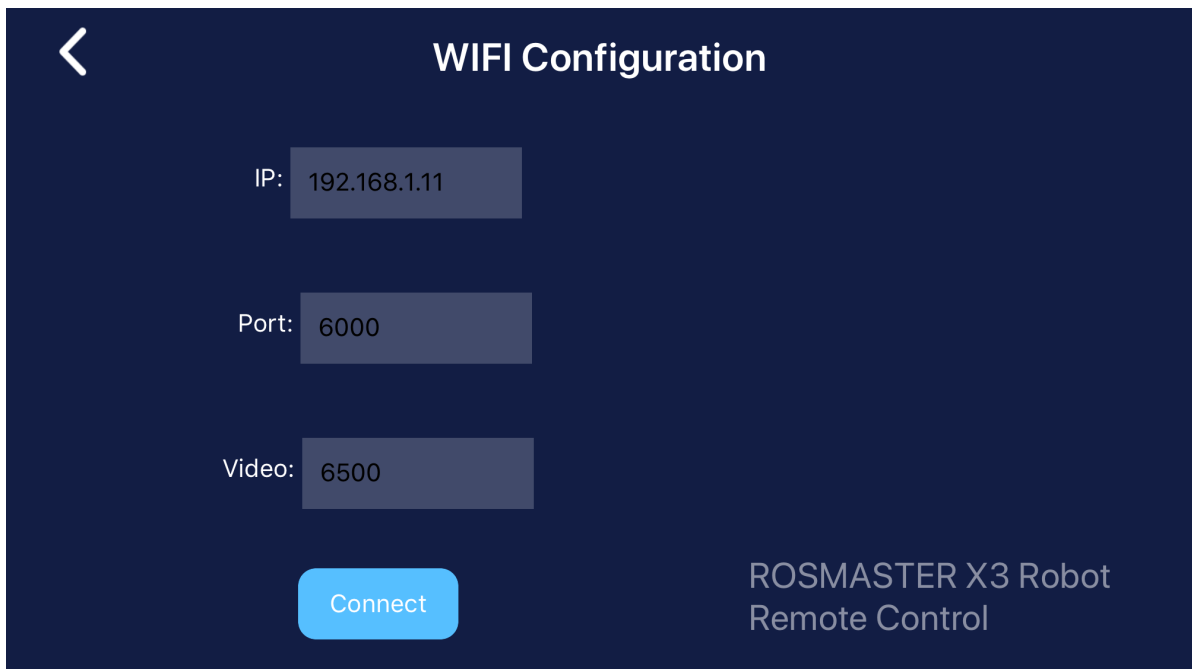 WIFI Configuration
IP: 192.168.1.11
Port: 6000
Video: 6500
Connect
ROSMASTER X3 Robot
Remote Control